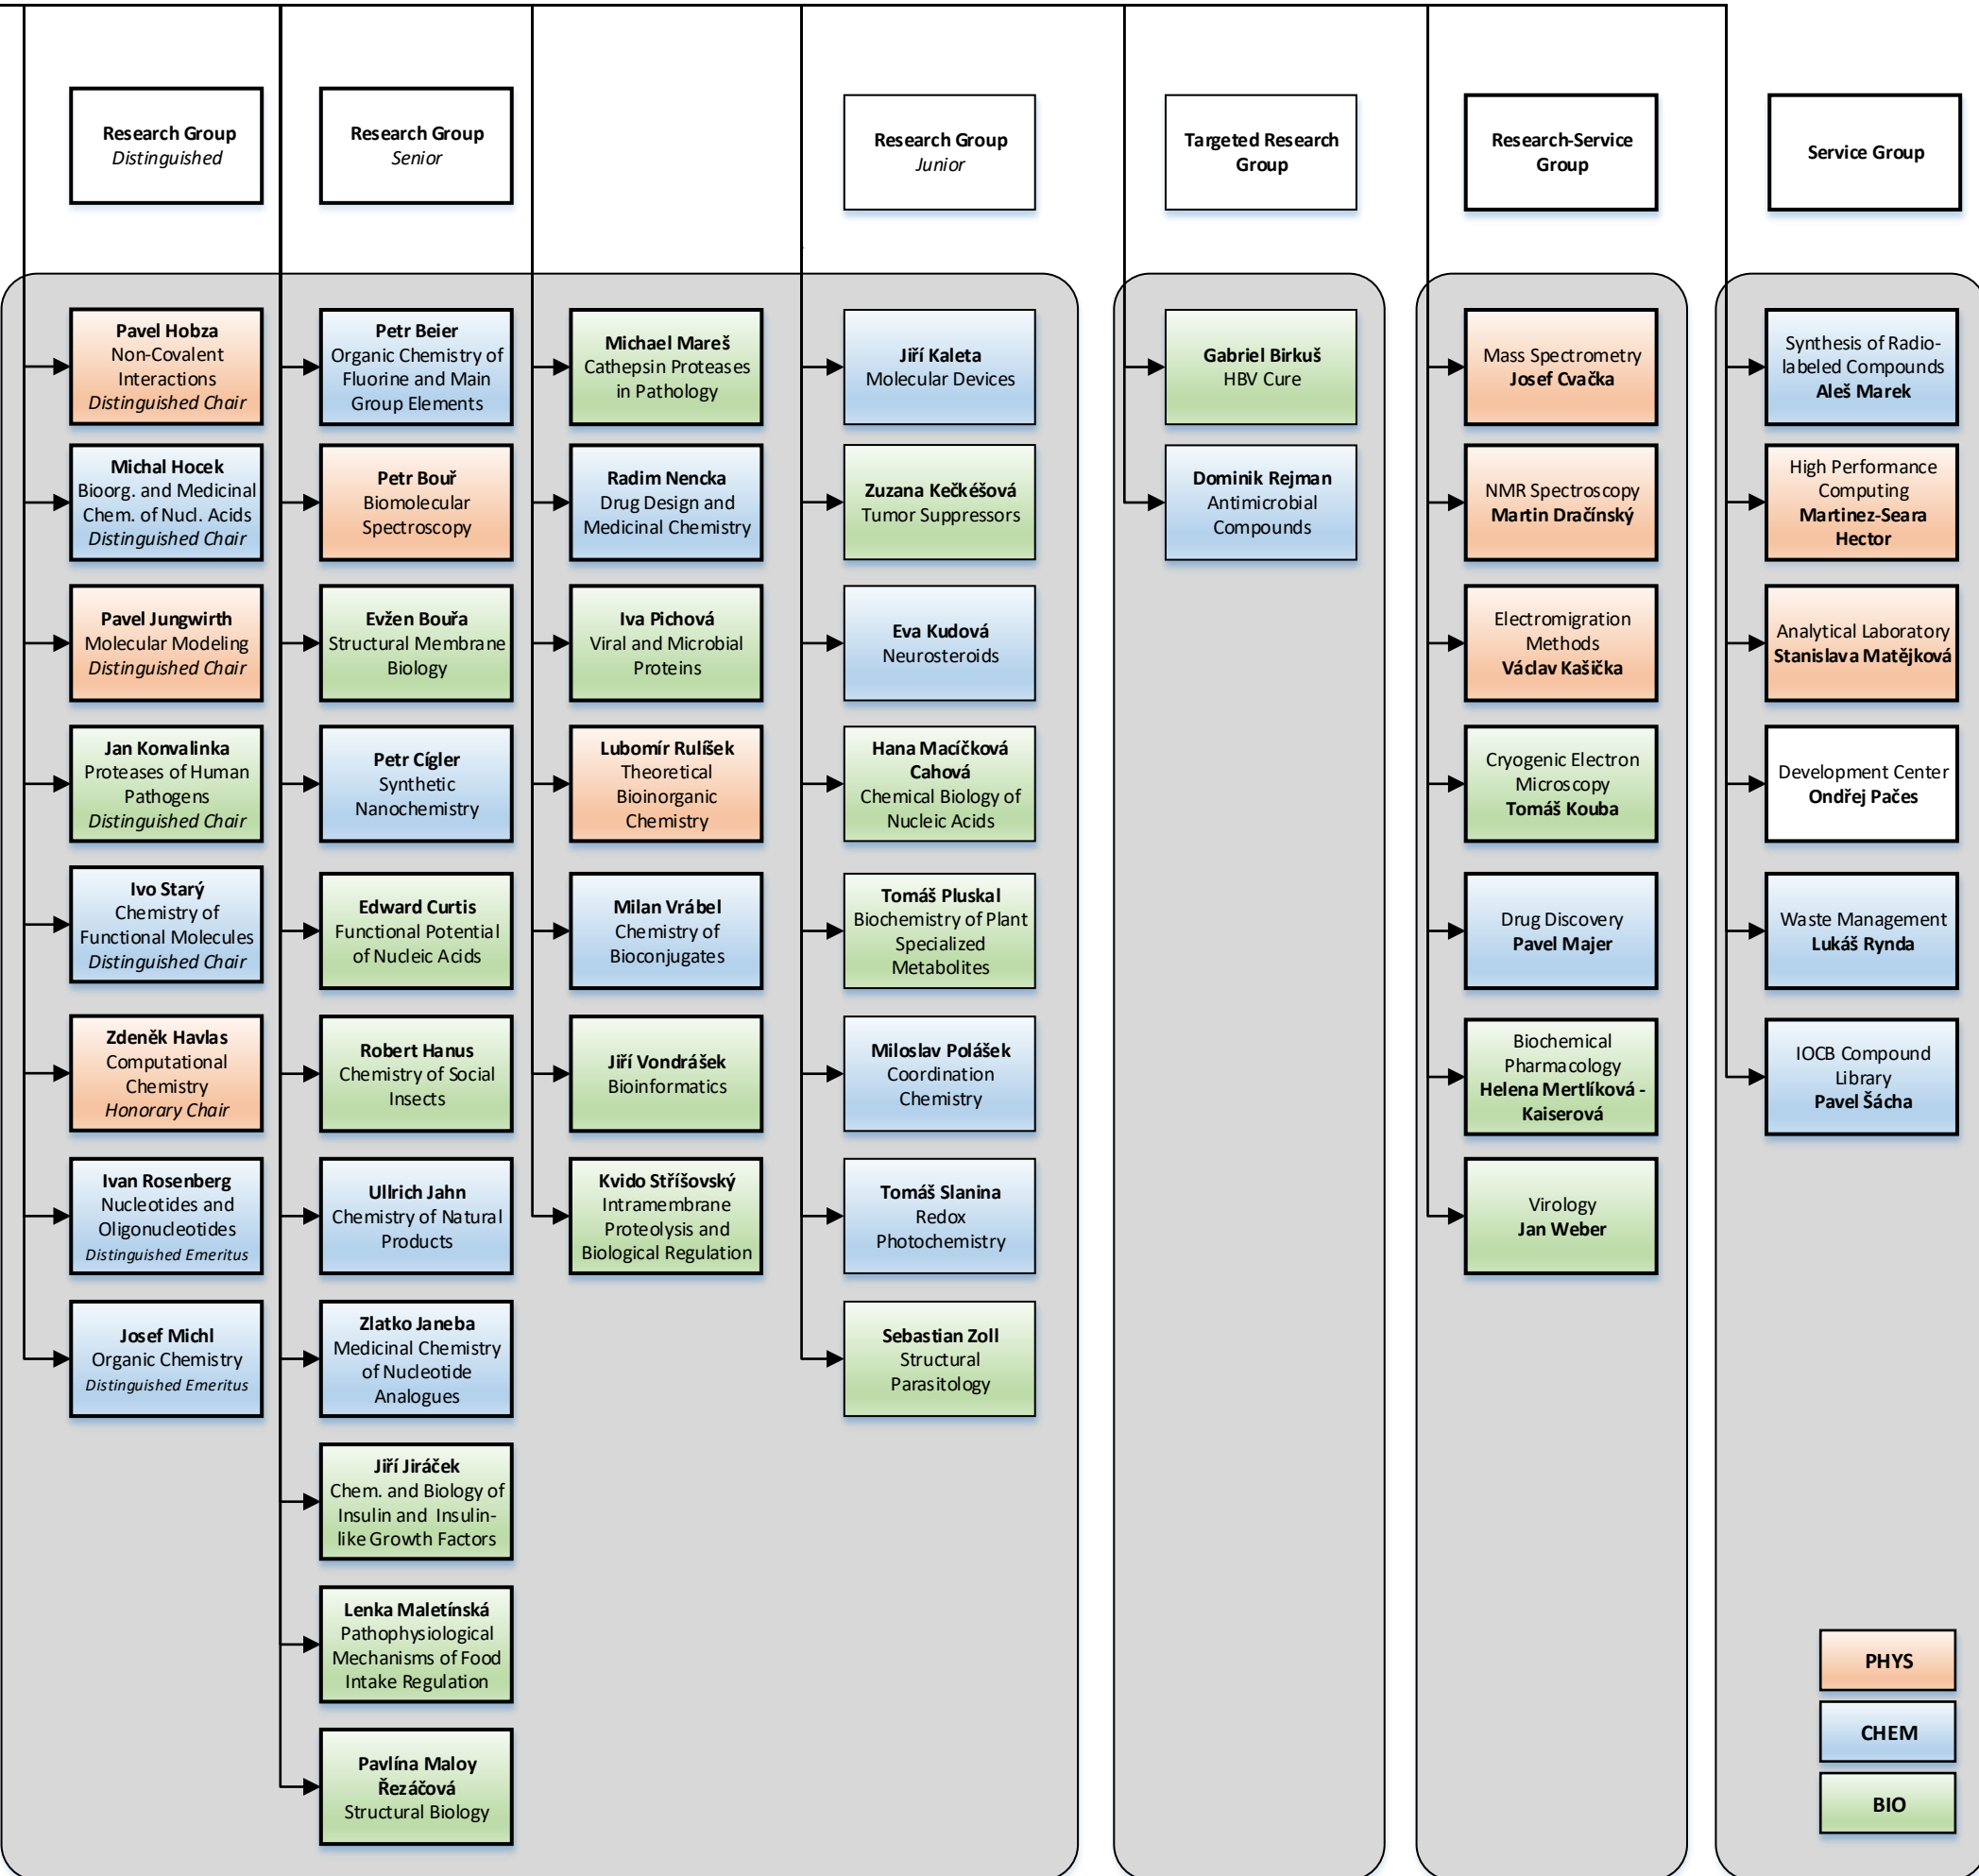 Research Group
Distinguished
Research Group
Senior
Research Group
Junior
Targeted Research
Group
Research-Service
Group
Service Group
Pavel Hobza
Non-Covalent
Interactions
Distinguished Chair
Michal Hocek
Bioorg. and Medicinal
Chem. of Nucl. Acids
Distinguished Chair
Pavel Jungwirth
Molecular Modeling
Distinguished Chair
Jan Konvalinka
Proteases of Human
Pathogens
Distinguished Chair
Ivo Starý
Chemistry of
Functional Molecules
Distinguished Chair
Zdeněk Havlas
Computational
Chemistry
Honorary Chair
Ivan Rosenberg
Nucleotides and
Oligonucleotides
Distinguished Emeritus
Josef Michl
Organic Chemistry
Distinguished Emeritus
Petr Beier
Organic Chemistry of
Fluorine and Main
Group Elements
Petr Bouř
Biomolecular
Spectroscopy
Evžen Bouřa
Structural Membrane
Biology
Petr Cígler
Synthetic
Nanochemistry
Edward Curtis
Functional Potential
of Nucleic Acids
Robert Hanus
Chemistry of Social
Insects
Ullrich Jahn
Chemistry of Natural
Products
Zlatko Janeba
Medicinal Chemistry
of Nucleotide
Analogues
Jiří Jiráček
Chem. and Biology of
Insulin and Insulin-
like Growth Factors
Lenka Maletínská
Pathophysiological
Mechanisms of Food
Intake Regulation
Pavlína Maloy
Řezáčová
Structural Biology
Michael Mareš
Cathepsin Proteases
in Pathology
Radim Nencka
Drug Design and
Medicinal Chemistry
Iva Pichová
Viral and Microbial
Proteins
Lubomír Rulíšek
Theoretical
Bioinorganic
Chemistry
Milan Vrábel
Chemistry of
Bioconjugates
Jiří Vondrášek
Bioinformatics
Kvido Stříšovský
Intramembrane
Proteolysis and
Biological Regulation
Jiří Kaleta
Molecular Devices
Zuzana Kečkéšová
Tumor Suppressors
Eva Kudová
Neurosteroids
Hana Macíčková
Cahová
Chemical Biology of
Nucleic Acids
Tomáš Pluskal
Biochemistry of Plant
Specialized
Metabolites
Miloslav Polášek
Coordination
Chemistry
Tomáš Slanina
Redox
Photochemistry
Sebastian Zoll
Structural
Parasitology
Gabriel Birkuš
HBV Cure
Dominik Rejman
Antimicrobial
Compounds
Mass Spectrometry
Josef Cvačka
NMR Spectroscopy
Martin Dračínský
Electromigration
Methods
Václav Kašička
Cryogenic Electron
Microscopy
Tomáš Kouba
Drug Discovery
Pavel Majer
Biochemical
Pharmacology
Helena Mertlíková -
Kaiserová
Virology
Jan Weber
Synthesis of Radio-
labeled Compounds
Aleš Marek
High Performance
Computing
Martinez-Seara
Hector
Analytical Laboratory
Stanislava Matějková
Development Center
Ondřej Pačes
Waste Management
Lukáš Rynda
IOCB Compound
Library
Pavel Šácha
PHYS
CHEM
BIO